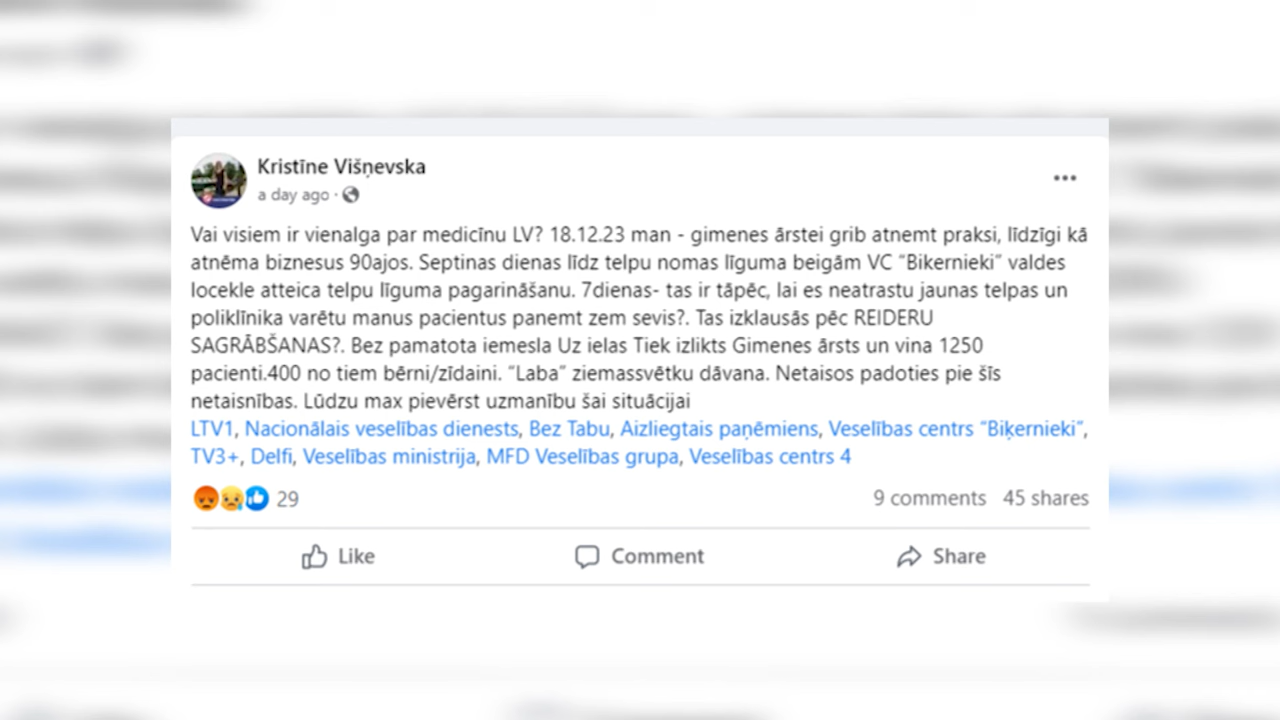 Kristīne Višņevska
a day ago ·
Vai visiem ir vienalga par medicīnu LV? 18.12.23 man - gimenes ārstei grib atnemt praksi, līdzīgi kā
atnēma biznesus 90ajos. Septinas dienas līdz telpu nomas līguma beigām VC “Bikernieki” valdes
locekle atteica telpu līguma pagarināšanu. 7dienas- tas ir tāpēc, lai es neatrastu jaunas telpas un
poliklīnika varētu manus pacientus panemt zem sevis?. Tas izklausās pēc REIDERU
SAGRĀBŠANAS?. Bez pamatota iemesla Uz ielas Tiek izlikts Gimenes ārsts un vina 1250
pacienti.400 no tiem bērni/zīdaini. “Laba” ziemassvētku dāvana. Netaisos padoties pie šīs
netaisnības. Lūdzu max pievērst uzmanību šai situācijai
LTV1, Nacionālais veselības dienests, Bez Tabu, Aizliegtais paņēmiens, Veselības centrs “Biķernieki”,
TV3+, Delfi, Veselības ministrija, MFD Veselības grupa, Veselības centrs 4
29 9 comments 45 shares
Like Comment Share